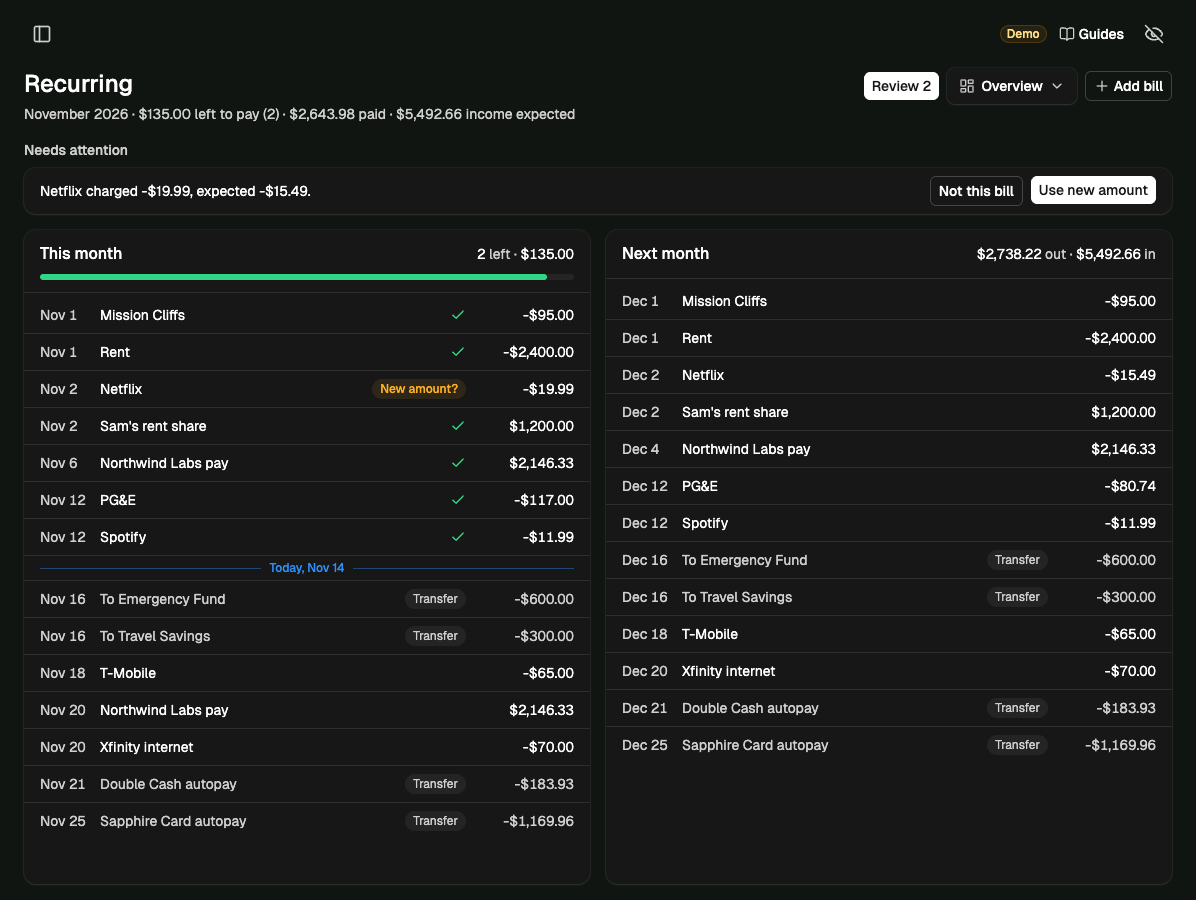 Demo Guides
Recurring
Review 2 Overview + Add bill
November 2026 · $135.00 left to pay (2) · $2,643.98 paid · $5,492.66 income expected
Needs attention
Netflix charged -$19.99, expected -$15.49. Not this bill Use new amount
This month 2 left · $135.00
Nov 1 Mission Cliffs -$95.00
Nov 1 Rent -$2,400.00
Nov 2 Netflix New amount? -$19.99
Nov 2 Sam's rent share $1,200.00
Nov 6 Northwind Labs pay $2,146.33
Nov 12 PG&E -$117.00
Nov 12 Spotify -$11.99
Today, Nov 14
Nov 16 To Emergency Fund Transfer -$600.00
Nov 16 To Travel Savings Transfer -$300.00
Nov 18 T-Mobile -$65.00
Nov 20 Northwind Labs pay $2,146.33
Nov 20 Xfinity internet -$70.00
Nov 21 Double Cash autopay Transfer -$183.93
Nov 25 Sapphire Card autopay Transfer -$1,169.96
Next month $2,738.22 out · $5,492.66 in
Dec 1 Mission Cliffs -$95.00
Dec 1 Rent -$2,400.00
Dec 2 Netflix -$15.49
Dec 2 Sam's rent share $1,200.00
Dec 4 Northwind Labs pay $2,146.33
Dec 12 PG&E -$80.74
Dec 12 Spotify -$11.99
Dec 16 To Emergency Fund Transfer -$600.00
Dec 16 To Travel Savings Transfer -$300.00
Dec 18 T-Mobile -$65.00
Dec 20 Xfinity internet -$70.00
Dec 21 Double Cash autopay Transfer -$183.93
Dec 25 Sapphire Card autopay Transfer -$1,169.96